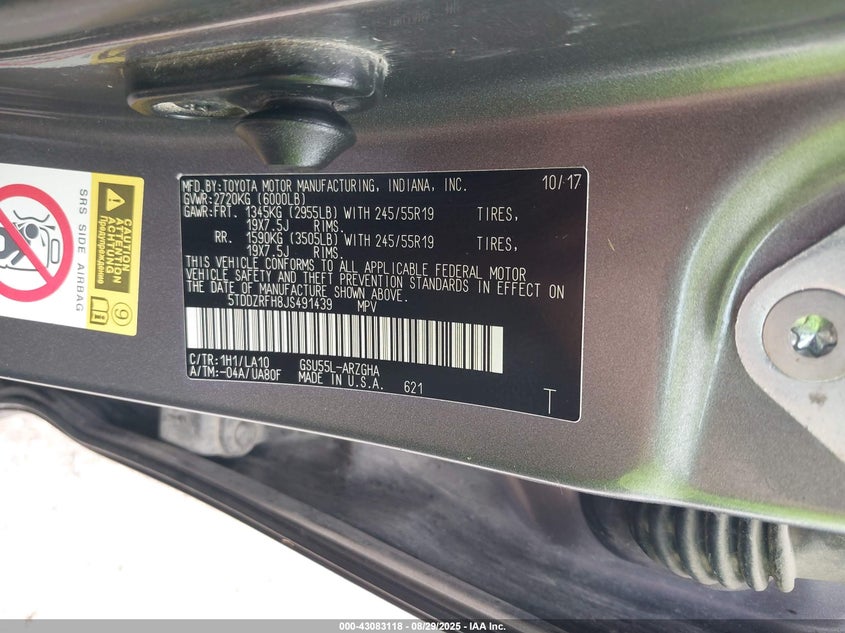 MFD.BY:TOYOTA MOTOR MANUFACTURING, INDIANA, INC. 10/17
GVWR:2720KG (6000LB)
GAWR:FRT. 1345KG (2955LB) WITH 245/55R19 TIRES,
19X7.5J RIMS.
RR. 1590KG (3505LB) WITH 245/55R19 TIRES,
19X7.5J RIMS.
THIS VEHICLE CONFORMS TO ALL APPLICABLE FEDERAL MOTOR
VEHICLE SAFETY AND THEFT PREVENTION STANDARDS IN EFFECT ON
THE DATE OF MANUFACTURE SHOWN ABOVE.
5TDDZRFH8JS491439 MPV
C/TR:1H1/LA10 GSU55L-ARZGHA
A/TM:-04A/UA80F MADE IN U.S.A. 621
T
SRS SIDE AIRBAG
CAUTION
ATTENTION
Предупреждение
9
000-43083118 - 08/29/2025 - IAA Inc.